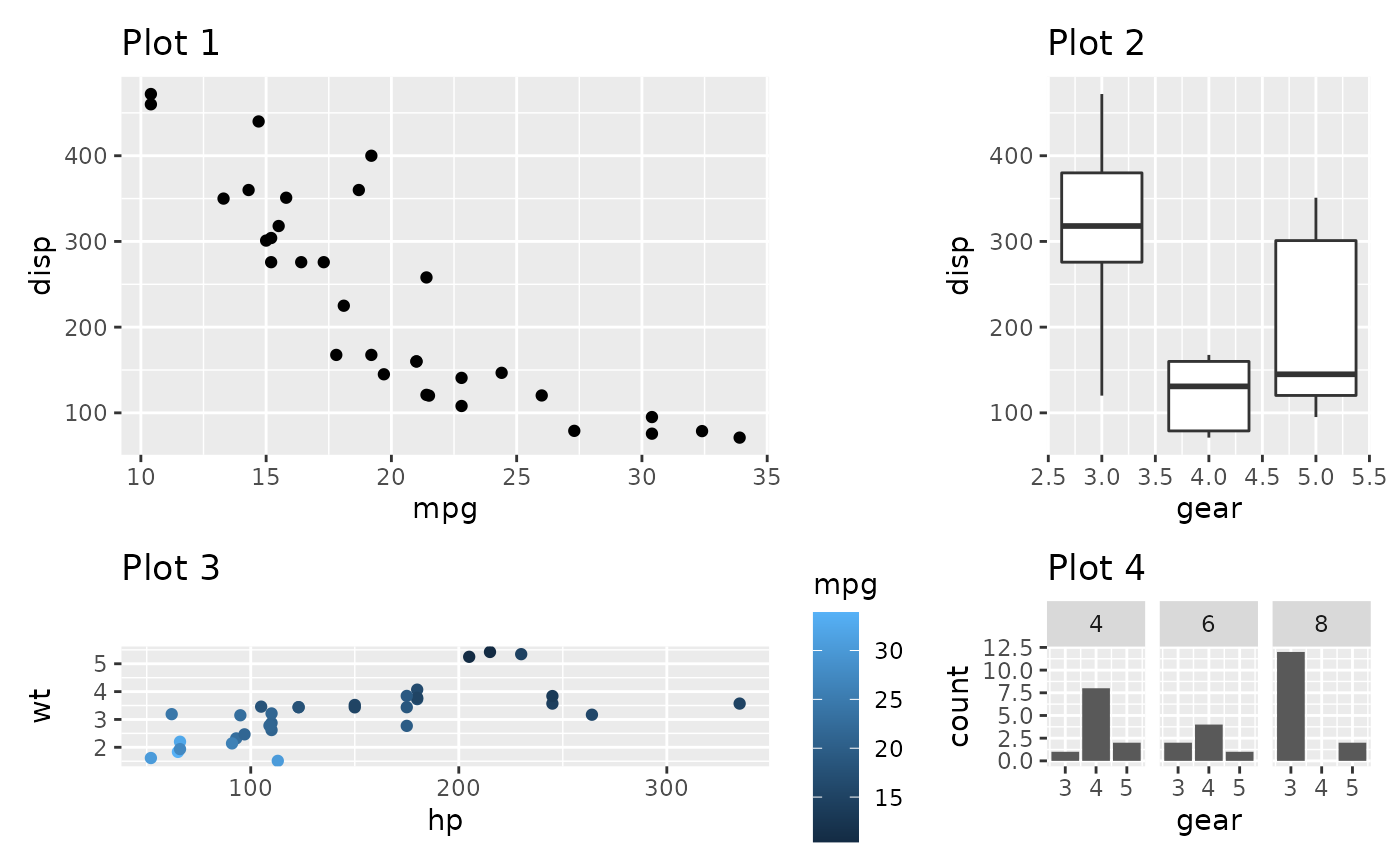 Plot 1
400
300
200
100
disp
10 15 20 25 30 35
mpg
Plot 2
400
300
200
100
disp
2.5 3.0 3.5 4.0 4.5 5.0 5.5
gear
Plot 3
5
4
3
2
wt
100 200 300
hp
mpg
30
25
20
15
Plot 4
4 6 8
12.5
10.0
7.5
5.0
2.5
0.0
count
3 4 5 3 4 5 3 4 5
gear